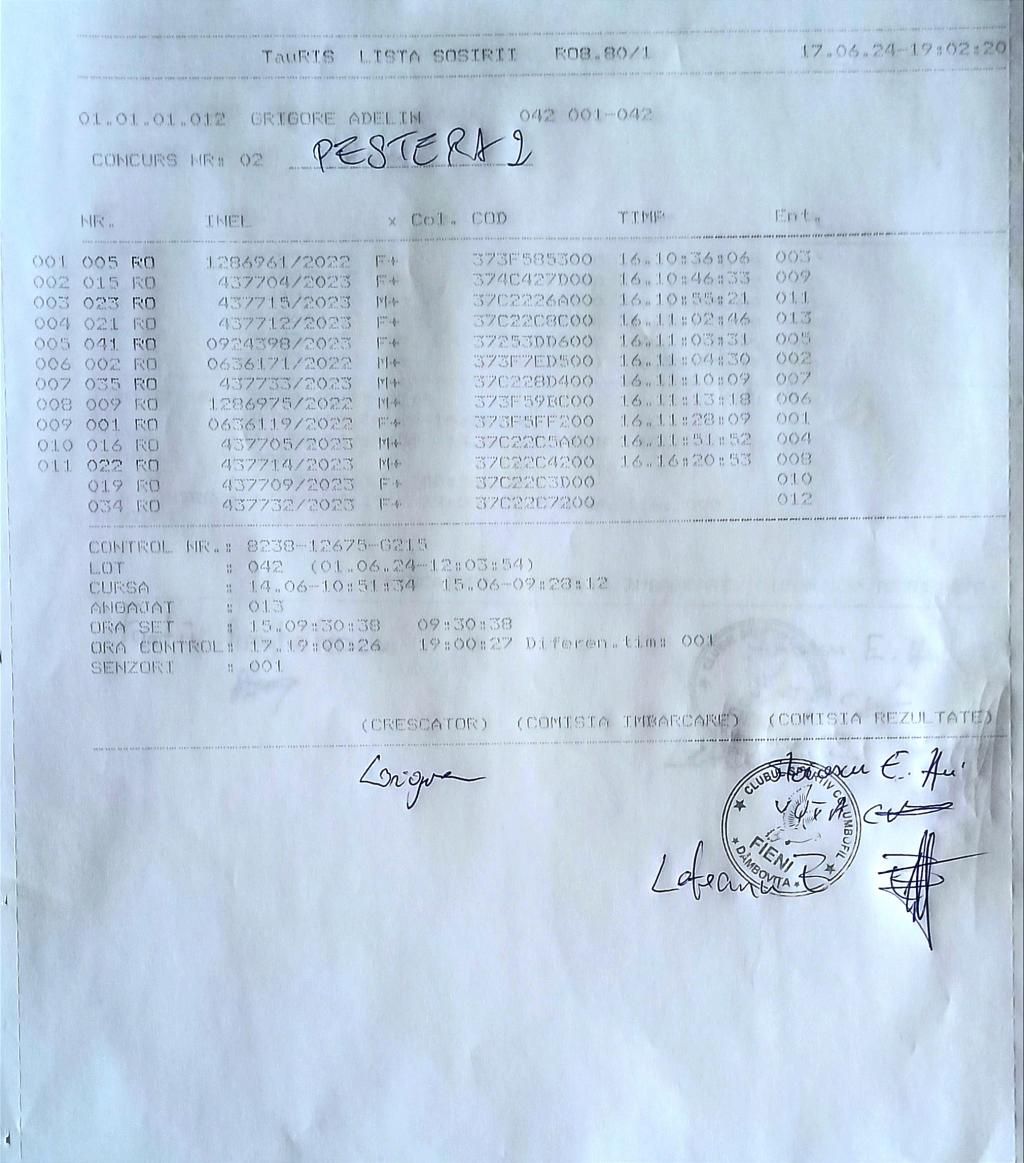 TauRIS LISTA SOSIRII R08.80/1 17.06.24-19:02:20
01.01.01.012 GRIGORE ADELIN 042 001-042
CONCURS NR: 02 PESTERA 2
NR. INEL x Col. COD TIMP Ent.
001 005 RO 1286961/2022 F+ 373F585300 16.10:36:06 003
002 015 RO 437704/2023 F+ 374C427D00 16.10:46:33 009
003 023 RO 437715/2023 M+ 37C2226A00 16.10:55:21 011
004 021 RO 437712/2023 F+ 37C22C8C00 16.11:02:46 013
005 041 RO 0924398/2023 F+ 37253DD600 16.11:03:31 005
006 002 RO 0636171/2022 M+ 373F7ED500 16.11:04:30 002
007 035 RO 437733/2023 M+ 37C228D400 16.11:10:09 007
008 009 RO 1286975/2022 M+ 373F59BC00 16.11:13:18 006
009 001 RO 0636119/2022 F+ 373F5FF200 16.11:28:09 001
010 016 RO 437705/2023 M+ 37C22C5A00 16.11:51:52 004
011 022 RO 437714/2023 M+ 37C22C4200 16.16:20:53 008
019 RO 437709/2023 F+ 37C22C3D00 010
034 RO 437732/2023 F+ 37C22C7200 012
CONTROL NR.: 8238-12675-G215
LOT : 042 (01.06.24-12:03:54)
CURSA : 14.06-10:51:34 15.06-09:28:12
ANGAJAT : 013
ORA SET : 15.09:30:38 09:30:38
ORA CONTROL: 17.19:00:26 19:00:27 Diferen.tim: 001
SENZORI : 001
(CRESCATOR) (COMISIA IMBARCARE) (COMISIA REZULTATE)
CLUBUL SPORTIV COLUMBOFIL
FIENI
DAMBOVITA